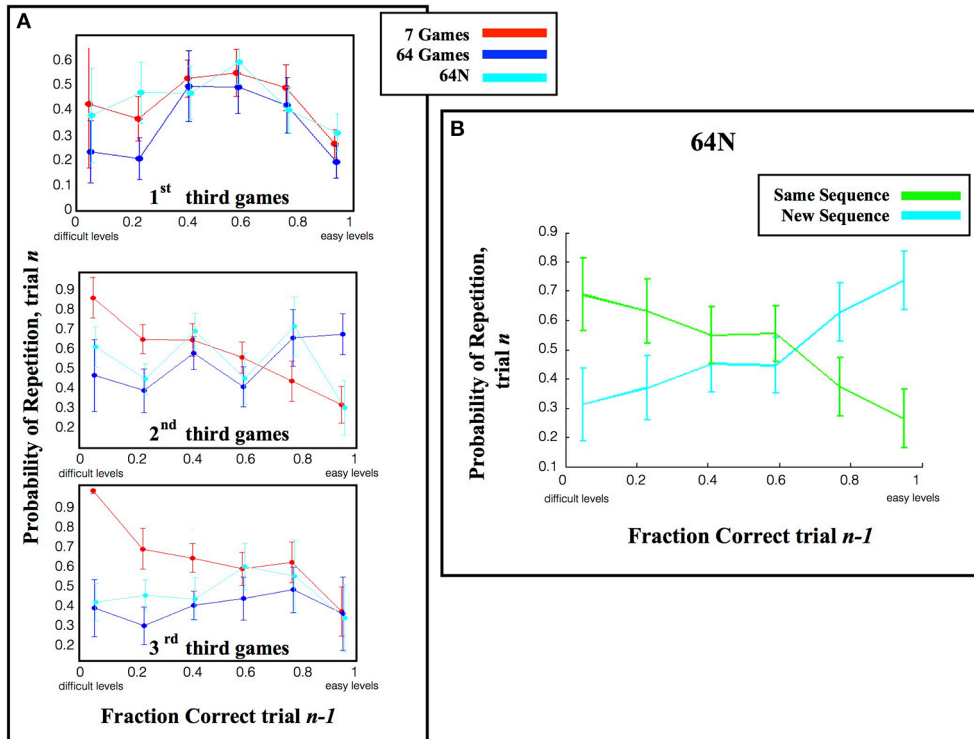 A
7 Games
64 Games
64N
0.6
0.5
0.4
0.3
0.2
0.1
0
1st third games
0 0.2 0.4 0.6 0.8 1
difficult levels easy levels
Probability of Repetition, trial n
0.9
0.8
0.7
0.6
0.5
0.4
0.3
0.2
2nd third games
0 0.2 0.4 0.6 0.8 1
difficult levels easy levels
0.9
0.8
0.7
0.6
0.5
0.4
0.3
0.2
3rd third games
0 0.2 0.4 0.6 0.8 1
difficult levels easy levels
Fraction Correct trial n-1
B
64N
Same Sequence
New Sequence
Probability of Repetition,
trial n
0.9
0.8
0.7
0.6
0.5
0.4
0.3
0.2
0.1
0 0.2 0.4 0.6 0.8 1
difficult levels easy levels
Fraction Correct trial n-1